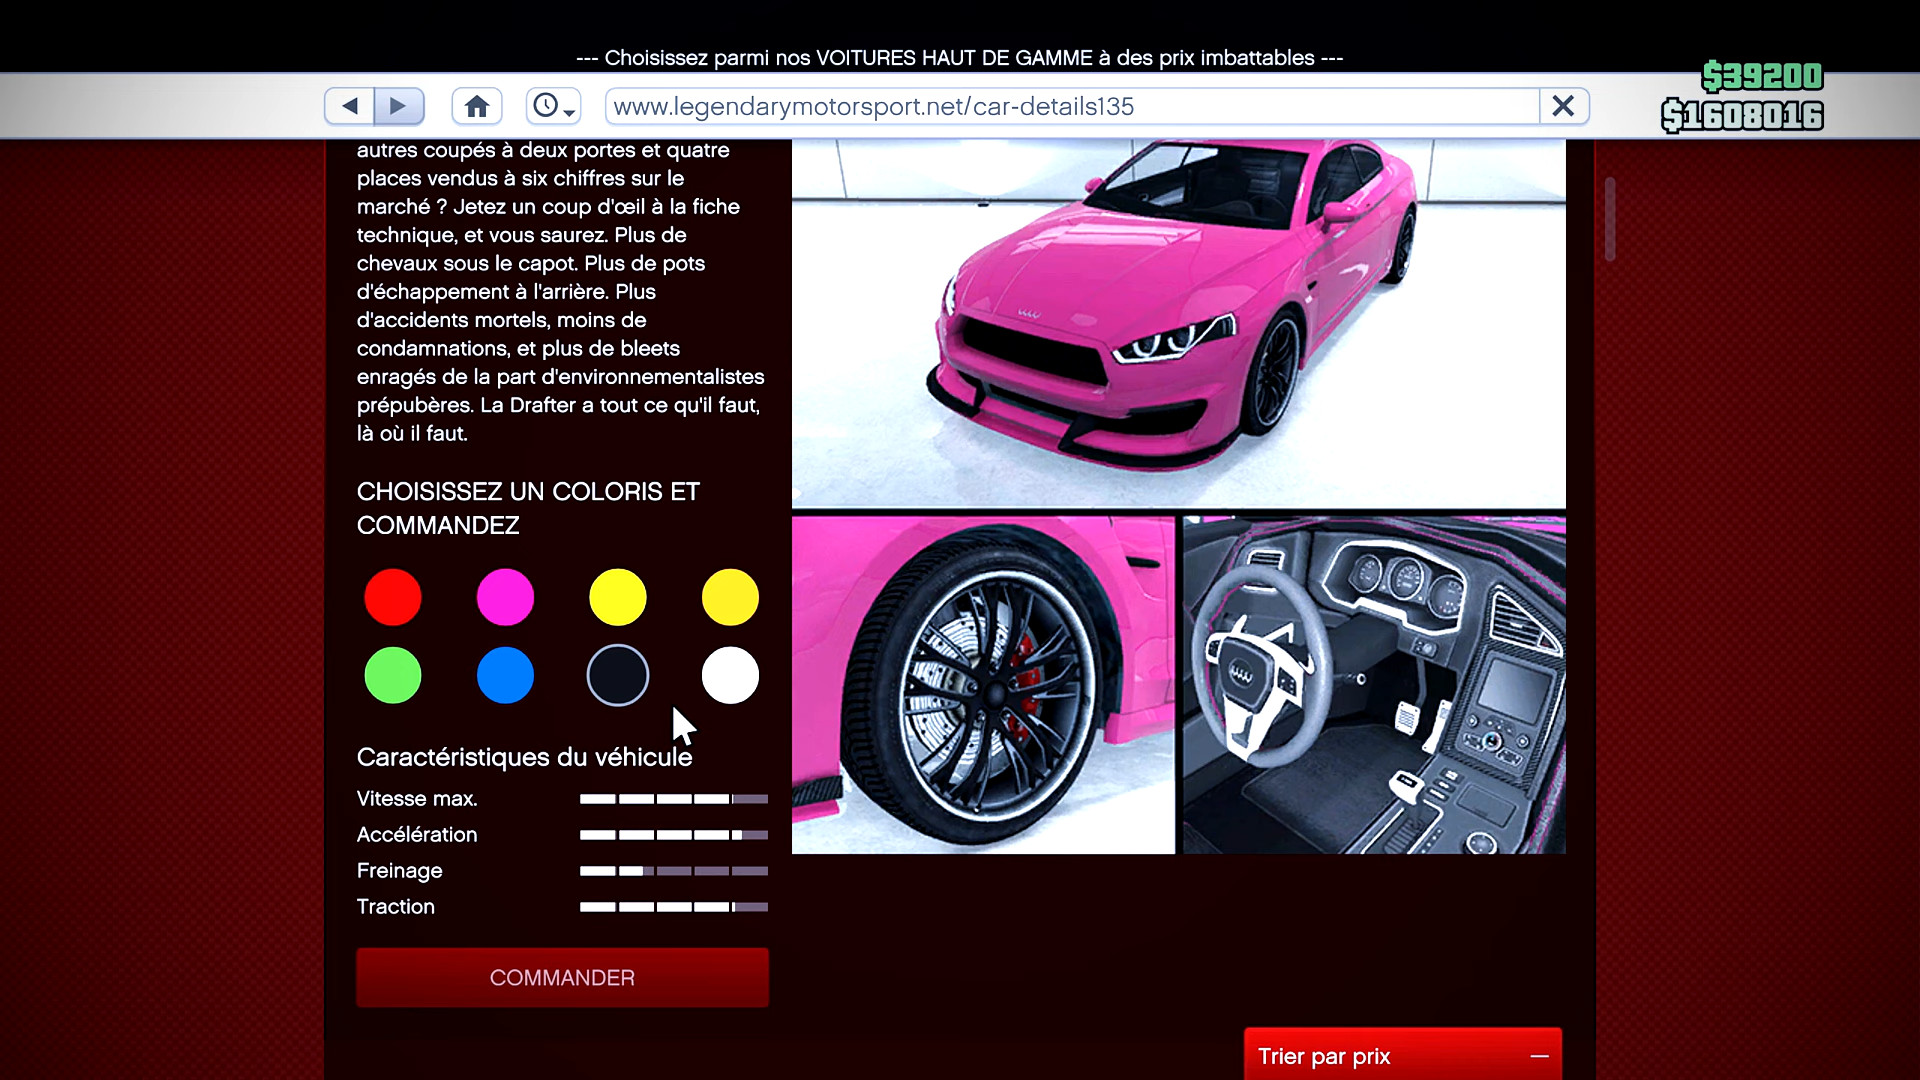 --- Choisissez parmi nos VOITURES HAUT DE GAMME à des prix imbattables ---
$39200
www.legendarymotorsport.net/car-details135
$1608016
autres coupés à deux portes et quatre
places vendus à six chiffres sur le
marché ? Jetez un coup d'œil à la fiche
technique, et vous saurez. Plus de
chevaux sous le capot. Plus de pots
d'échappement à l'arrière. Plus
d'accidents mortels, moins de
condamnations, et plus de bleets
enragés de la part d'environnementalistes
prépubères. La Drafter a tout ce qu'il faut,
là où il faut.
CHOISISSEZ UN COLORIS ET
COMMANDEZ
Caractéristiques du véhicule
Vitesse max.
Accélération
Freinage
Traction
COMMANDER
Trier par prix